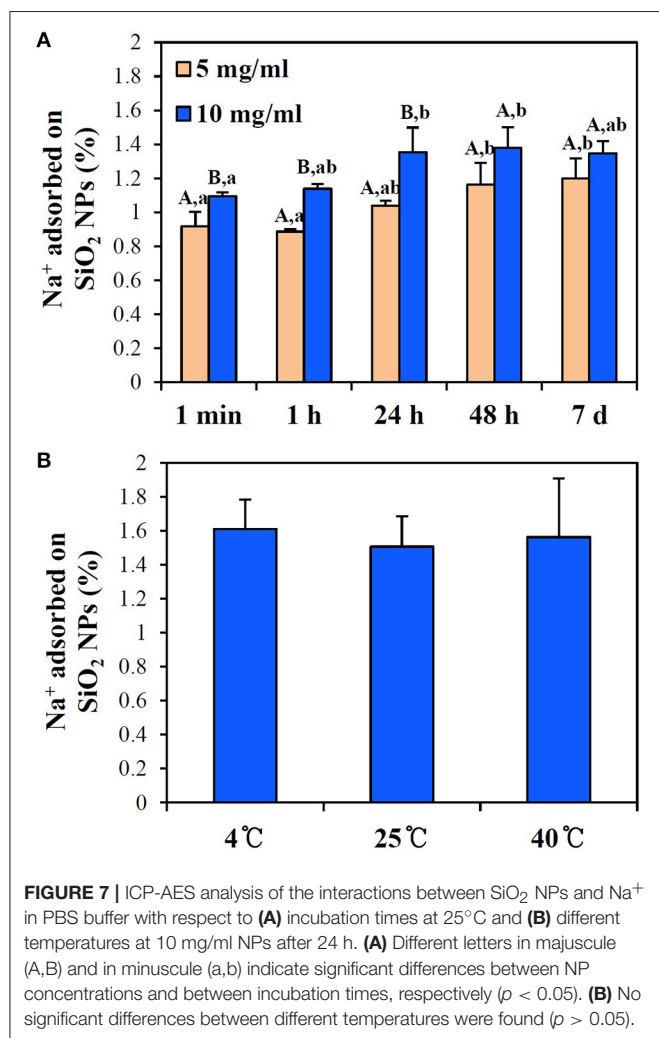 A
2
1.8
1.6
1.4
1.2
1
0.8
0.6
0.4
0.2
0
Na⁺ adsorbed on
SiO₂ NPs (%)
5 mg/ml
10 mg/ml
A,a B,a A,a B,ab A,ab B,b A,b A,b A,b A,ab
1 min 1 h 24 h 48 h 7 d
B
2
1.8
1.6
1.4
1.2
1
0.8
0.6
0.4
0.2
0
Na⁺ adsorbed on
SiO₂ NPs (%)
4℃ 25℃ 40℃
FIGURE 7 | ICP-AES analysis of the interactions between SiO₂ NPs and Na⁺
in PBS buffer with respect to (A) incubation times at 25°C and (B) different
temperatures at 10 mg/ml NPs after 24 h. (A) Different letters in majuscule
(A,B) and in minuscule (a,b) indicate significant differences between NP
concentrations and between incubation times, respectively (p < 0.05). (B) No
significant differences between different temperatures were found (p > 0.05).